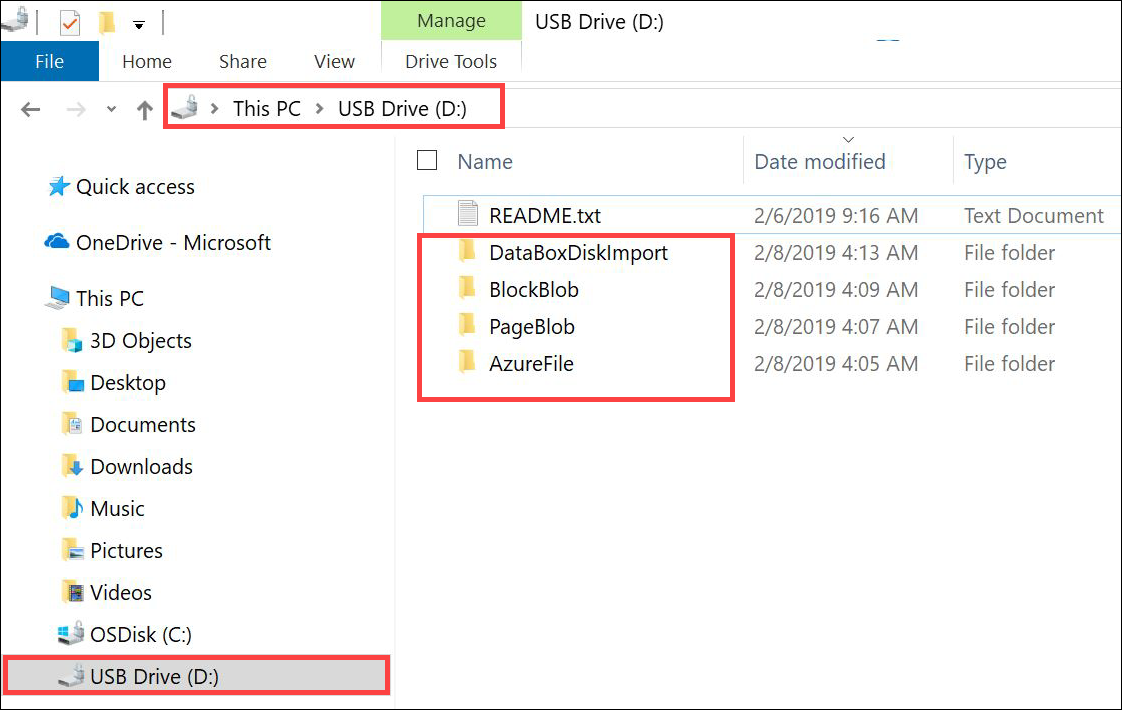 Manage USB Drive (D:)
File Home Share View Drive Tools
This PC USB Drive (D:)
Quick access
OneDrive - Microsoft
This PC
3D Objects
Desktop
Documents
Downloads
Music
Pictures
Videos
OSDisk (C:)
USB Drive (D:)
Name Date modified Type
README.txt 2/6/2019 9:16 AM Text Document
DataBoxDiskImport 2/8/2019 4:13 AM File folder
BlockBlob 2/8/2019 4:09 AM File folder
PageBlob 2/8/2019 4:07 AM File folder
AzureFile 2/8/2019 4:05 AM File folder